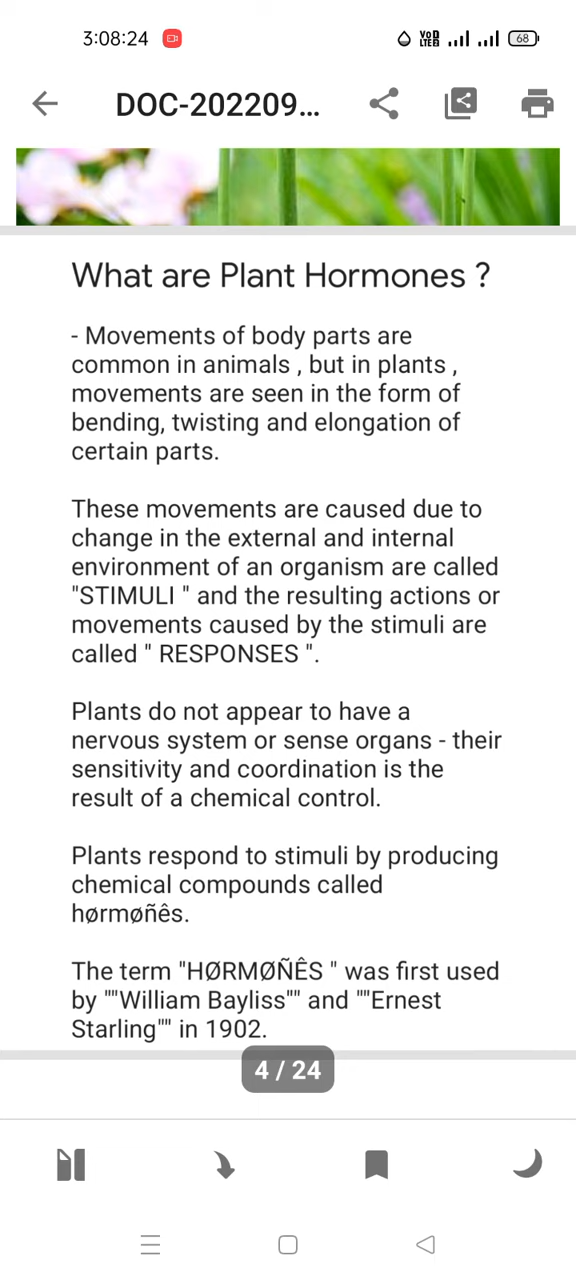 3:08:24
VoD
LTE
68
DOC-202209...
What are Plant Hormones ?
- Movements of body parts are
common in animals , but in plants ,
movements are seen in the form of
bending, twisting and elongation of
certain parts.
These movements are caused due to
change in the external and internal
environment of an organism are called
"STIMULI " and the resulting actions or
movements caused by the stimuli are
called " RESPONSES ".
Plants do not appear to have a
nervous system or sense organs - their
sensitivity and coordination is the
result of a chemical control.
Plants respond to stimuli by producing
chemical compounds called
hørmøñês.
The term "HØRMØÑÊS " was first used
by ""William Bayliss"" and ""Ernest
Starling"" in 1902.
4 / 24